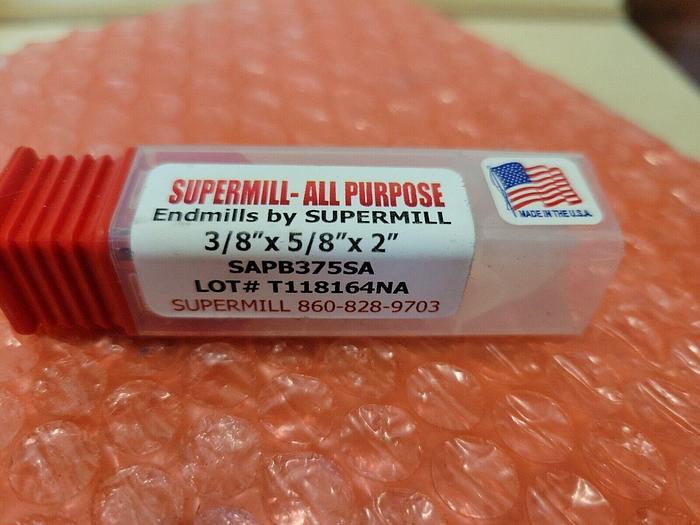 SUPERMILL- ALL PURPOSE
Endmills by SUPERMILL
3/8"x 5/8"x 2"
SAPB375SA
LOT# T118164NA
SUPERMILL 860-828-9703
MADE IN THE U.S.A.